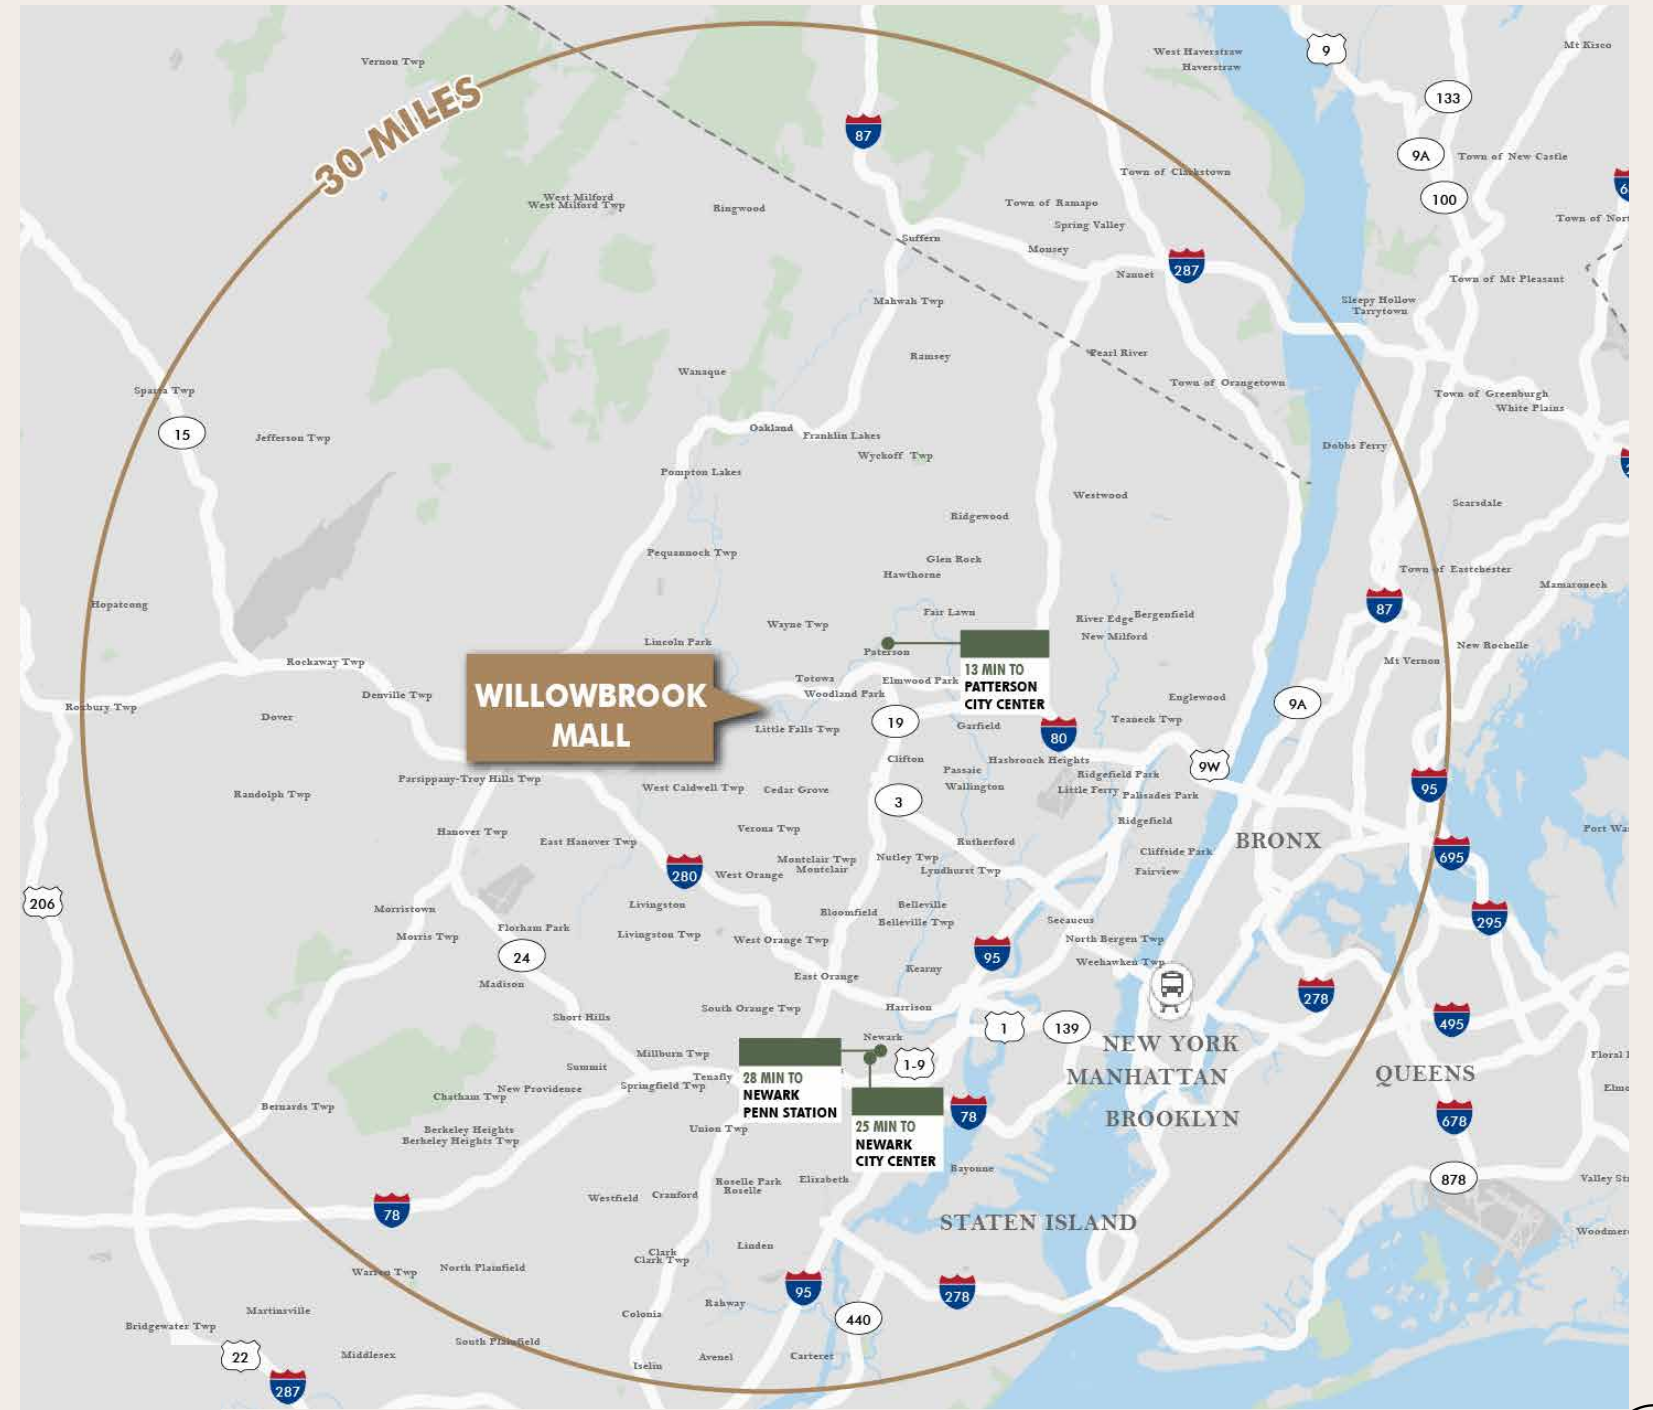 West Haverstraw
Haverstraw
9
Mt Kisco
Vernon Twp
30-MILES
133
87
9A
Town of New Castle
Town of Clarkstown
100
West Milford
West Milford Twp
Ringwood
Town of Ramapo
Spring Valley
Suffern
Monsey
Nanuet
287
Town of Mt Pleasant
Mahwah Twp
Sleepy Hollow
Tarrytown
Ramsey
Pearl River
Wanaque
Town of Orangetown
Sparta Twp
Town of Greenburgh
White Plains
15
Jefferson Twp
Oakland
Franklin Lakes
Wyckoff Twp
Dobbs Ferry
Pompton Lakes
Westwood
Scarsdale
Ridgewood
Pequannock Twp
Glen Rock
Hawthorne
Town of Eastchester
Mamaroneck
Hopatcong
87
Fair Lawn
River Edge
Bergenfield
Wayne Twp
New Milford
Lincoln Park
Paterson
New Rochelle
Mt Vernon
Rockaway Twp
13 MIN TO
PATTERSON
CITY CENTER
Totowa
Elmwood Park
Woodland Park
Denville Twp
WILLOWBROOK
MALL
Englewood
9A
Roxbury Twp
Dover
19
Little Falls Twp
Garfield
Teaneck Twp
80
Clifton
Hasbrouck Heights
9W
Passaic
Wallington
Ridgefield Park
Little Ferry
Palisades Park
Parsippany-Troy Hills Twp
West Caldwell Twp
Cedar Grove
95
Randolph Twp
3
Ridgefield
Hanover Twp
East Hanover Twp
Verona Twp
Rutherford
BRONX
Cliffside Park
Fairview
695
Montclair Twp
Montclair
Nutley Twp
Lyndhurst Twp
280
West Orange
206
Livingston
Belleville
Belleville Twp
Bloomfield
Morristown
Secaucus
295
Florham Park
Morris Twp
Livingston Twp
West Orange Twp
North Bergen Twp
24
95
Weehawken Twp
East Orange
Kearny
Madison
278
South Orange Twp
Harrison
Short Hills
1
139
495
Newark
NEW YORK
Millburn Twp
1-9
Summit
Tenafly
28 MIN TO
NEWARK
PENN STATION
MANHATTAN
QUEENS
New Providence
Springfield Twp
Chatham Twp
Bernards Twp
78
BROOKLYN
678
Berkeley Heights
Berkeley Heights Twp
Union Twp
25 MIN TO
NEWARK
CITY CENTER
Bayonne
878
Roselle Park
Roselle
Elizabeth
Westfield
Cranford
78
STATEN ISLAND
Linden
Clark
Clark Twp
Warren Twp
North Plainfield
95
278
Rahway
Martinsville
Colonia
440
Bridgewater Twp
South Plainfield
22
Middlesex
Avenel
Carteret
Iselin
287